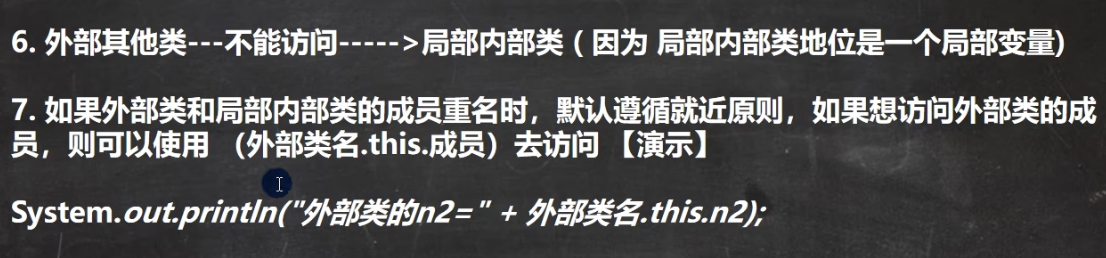 6. 外部其他类---不能访问----->局部内部类 ( 因为 局部内部类地位是一个局部变量)
7. 如果外部类和局部内部类的成员重名时，默认遵循就近原则，如果想访问外部类的成
员，则可以使用 （外部类名.this.成员）去访问 【演示】
System.out.println("外部类的n2=" + 外部类名.this.n2);